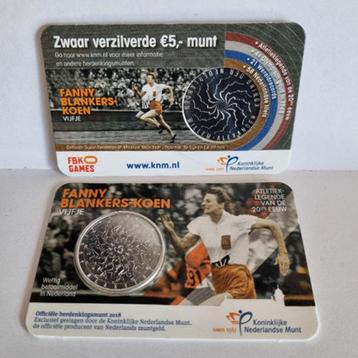 Zwaar verzilverde €5,- munt
Ga naar www.knm.nl voor meer informatie
en andere herdenkingsmunten.
FANNY
BLANKERS-
KOEN
VIJFJE
FBK
GAMES
www.knm.nl
Koninklijke
Nederlandse Munt
FANNY
BLANKERS-KOEN
VIJFJE
ATLETIEK-
LEGENDE
VAN DE
20STE EEUW
Wettig
betaalmiddel
in Nederland
Officiële herdenkingsmunt 2018
Exclusief geslagen door de Koninklijke Nederlandse Munt,
de officiële producent van Nederlands muntgeld.
SINDS 1567
Koninklijke
Nederlandse Munt